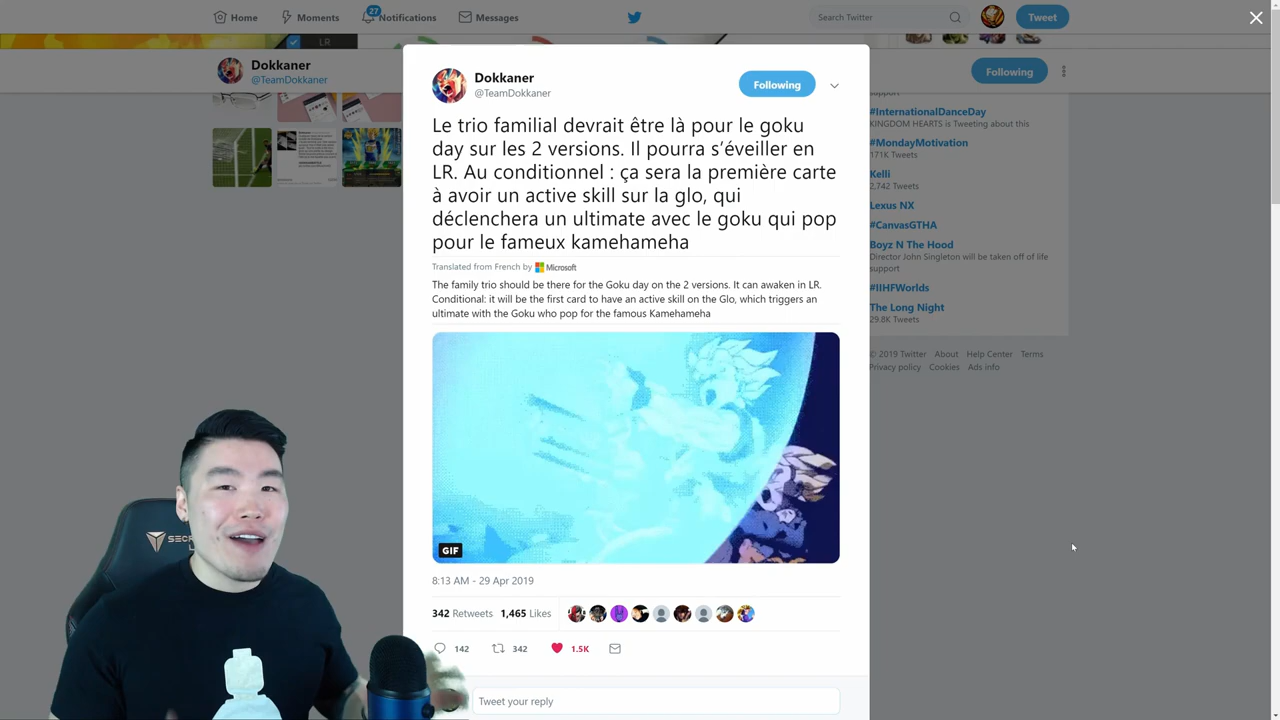 Home
Moments
27
Notifications
Messages
Search Twitter
Tweet
LR
Dokkaner
@TeamDokkaner
Following
Dokkaner
@TeamDokkaner
Following
Le trio familial devrait être là pour le goku
day sur les 2 versions. Il pourra s'éveiller en
LR. Au conditionnel : ça sera la première carte
à avoir un active skill sur la glo, qui
déclenchera un ultimate avec le goku qui pop
pour le fameux kamehameha
Translated from French by Microsoft
The family trio should be there for the Goku day on the 2 versions. It can awaken in LR.
Conditional: it will be the first card to have an active skill on the Glo, which triggers an
ultimate with the Goku who pop for the famous Kamehameha
GIF
8:13 AM - 29 Apr 2019
342 Retweets 1,465 Likes
142
342
1.5K
Tweet your reply
support
#InternationalDanceDay
KINGDOM HEARTS is Tweeting about this
#MondayMotivation
171K Tweets
Kelli
2,742 Tweets
Lexus NX
#CanvasGTHA
Boyz N The Hood
Director John Singleton will be taken off of life
support
#IIHFWorlds
The Long Night
29.8K Tweets
© 2019 Twitter About Help Center Terms
Privacy policy Cookies Ads info